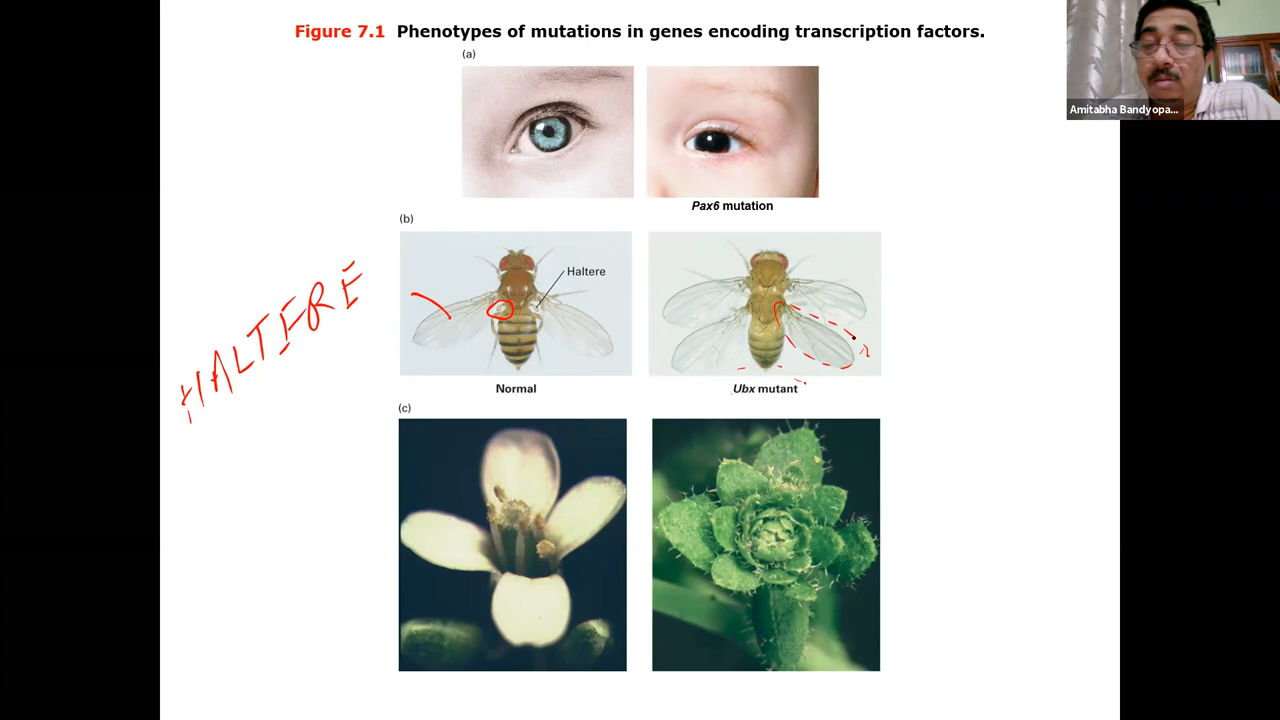 Figure 7.1 Phenotypes of mutations in genes encoding transcription factors.
(a)
Amitabha Bandyopa...
Pax6 mutation
(b)
Haltere
HALTERE
Normal
Ubx mutant
(c)